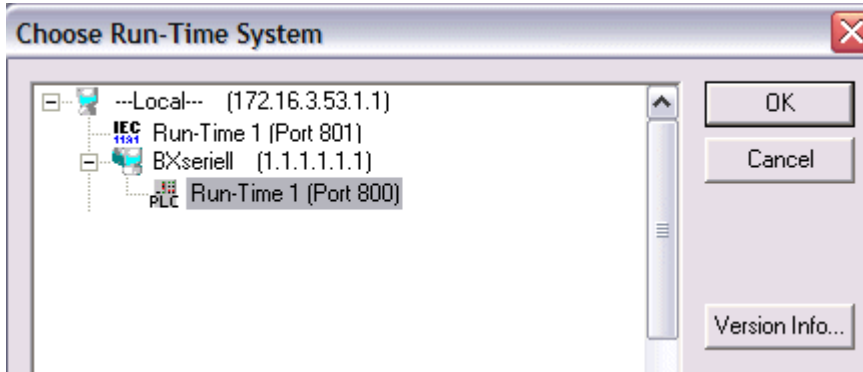 Choose Run-Time System
---Local--- (172.16.3.53.1.1)
IEC 1131 Run-Time 1 (Port 801)
BXseriell (1.1.1.1.1.1)
PLC Run-Time 1 (Port 800)
OK
Cancel
Version Info...